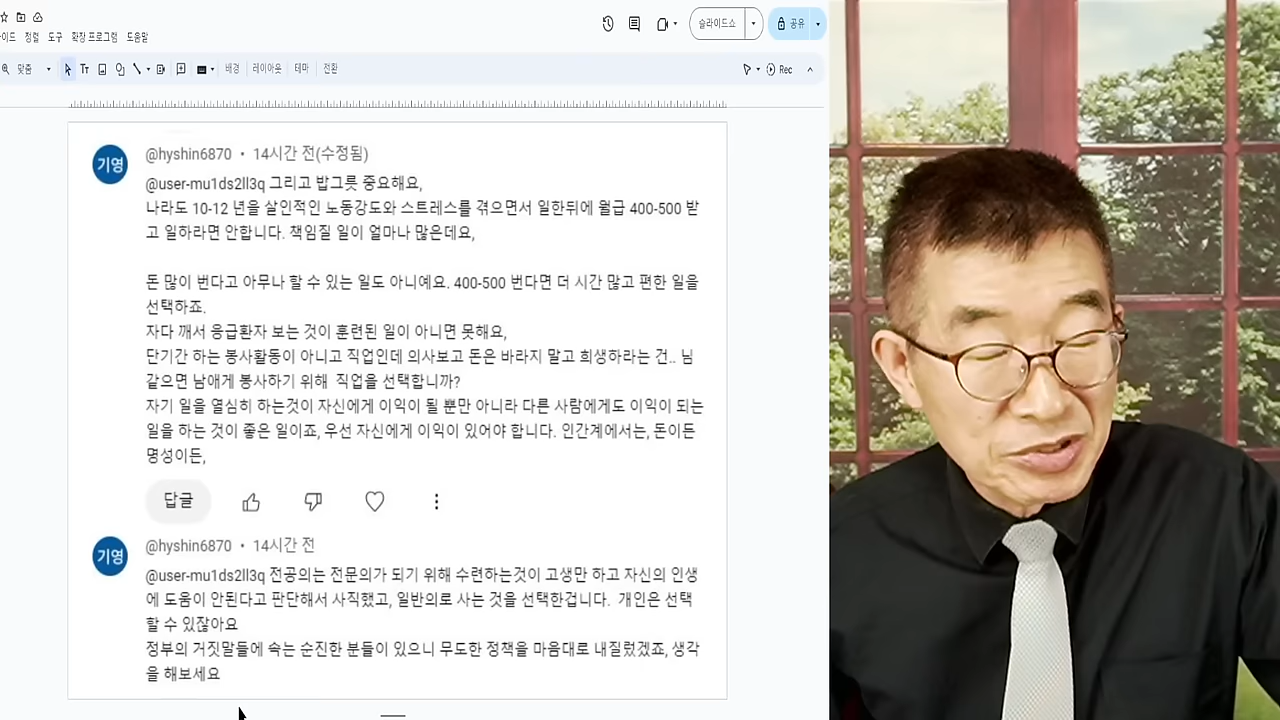 이드 정렬 도구 확장 프로그램 도움말
슬라이드쇼
공유
맞춤
배경 레이아웃 테마 전환
Rec
기영
@hyshin6870 • 14시간 전(수정됨)
@user-mu1ds2ll3q 그리고 밥그릇 중요해요,
나라도 10-12 년을 살인적인 노동강도와 스트레스를 겪으면서 일한뒤에 월급 400-500 받
고 일하라면 안합니다. 책임질 일이 얼마나 많은데요,
돈 많이 번다고 아무나 할 수 있는 일도 아니예요. 400-500 번다면 더 시간 많고 편한 일을
선택하죠.
자다 깨서 응급환자 보는 것이 훈련된 일이 아니면 못해요,
단기간 하는 봉사활동이 아니고 직업인데 의사보고 돈은 바라지 말고 희생하라는 건.. 님
같으면 남애게 봉사하기 위해 직업을 선택합니까?
자기 일을 열심히 하는것이 자신에게 이익이 될 뿐만 아니라 다른 사람에게도 이익이 되는
일을 하는 것이 좋은 일이죠, 우선 자신에게 이익이 있어야 합니다. 인간계에서는, 돈이든
명성이든,
답글
기영
@hyshin6870 • 14시간 전
@user-mu1ds2ll3q 전공의는 전문의가 되기 위해 수련하는것이 고생만 하고 자신의 인생
에 도움이 안된다고 판단해서 사직했고, 일반의로 사는 것을 선택한겁니다. 개인은 선택
할 수 있잖아요
정부의 거짓말들에 속는 순진한 분들이 있으니 무도한 정책을 마음대로 내질렀겠죠, 생각
을 해보세요